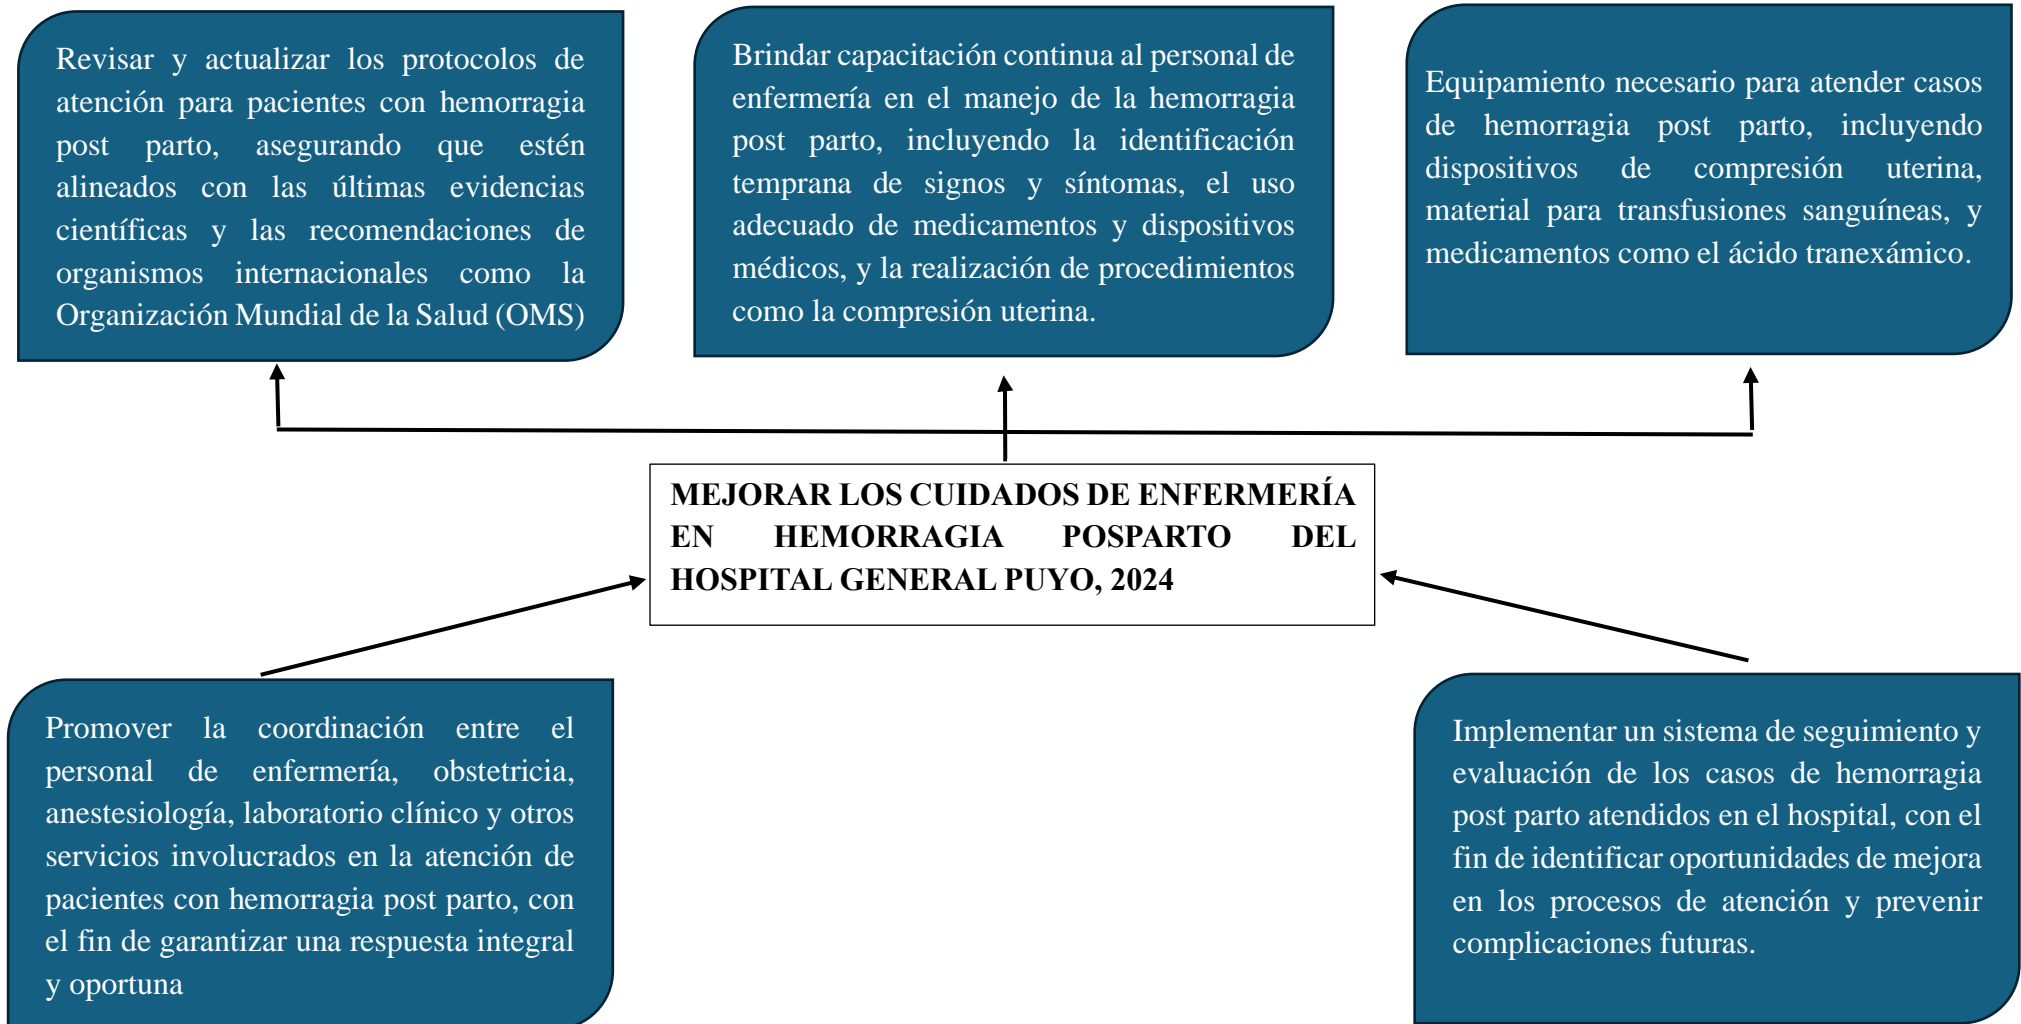 Revisar y actualizar los protocolos de
atención para pacientes con hemorragia
post parto, asegurando que estén
alineados con las últimas evidencias
científicas y las recomendaciones de
organismos internacionales como la
Organización Mundial de la Salud (OMS)
Brindar capacitación continua al personal de
enfermería en el manejo de la hemorragia
post parto, incluyendo la identificación
temprana de signos y síntomas, el uso
adecuado de medicamentos y dispositivos
médicos, y la realización de procedimientos
como la compresión uterina.
Equipamiento necesario para atender casos
de hemorragia post parto, incluyendo
dispositivos de compresión uterina,
material para transfusiones sanguíneas, y
medicamentos como el ácido tranexámico.
MEJORAR LOS CUIDADOS DE ENFERMERÍA
EN HEMORRAGIA POSPARTO DEL
HOSPITAL GENERAL PUYO, 2024
Promover la coordinación entre el
personal de enfermería, obstetricia,
anestesiología, laboratorio clínico y otros
servicios involucrados en la atención de
pacientes con hemorragia post parto, con
el fin de garantizar una respuesta integral
y oportuna
Implementar un sistema de seguimiento y
evaluación de los casos de hemorragia
post parto atendidos en el hospital, con el
fin de identificar oportunidades de mejora
en los procesos de atención y prevenir
complicaciones futuras.